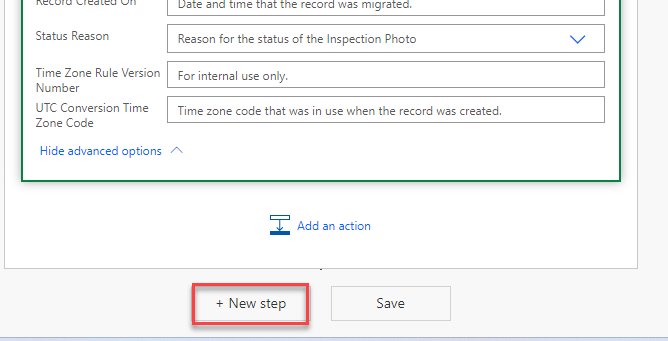 Record Created On
Date and time that the record was migrated.
Status Reason
Reason for the status of the Inspection Photo
Time Zone Rule Version
Number
For internal use only.
UTC Conversion Time
Zone Code
Time zone code that was in use when the record was created.
Hide advanced options
Add an action
+ New step
Save